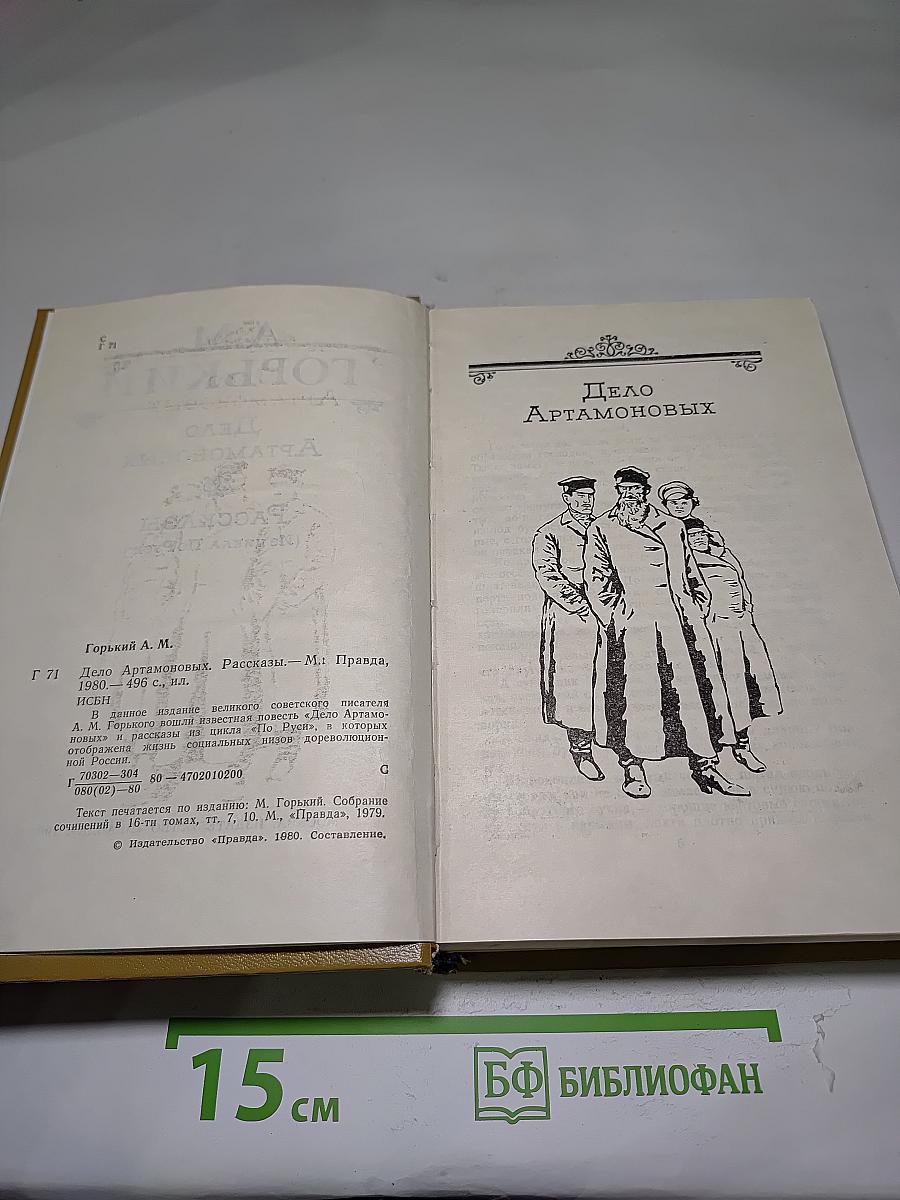 С
Г 71
Горький А. М.
Г 71 Дело Артамоновых. Рассказы.— М.: Правда,
1980.— 496 с., ил.
ИСБН
В данное издание великого советского писателя
А. М. Горького вошли известная повесть «Дело Артамо-
новых» и рассказы из цикла «По Руси», в которых
отображена жизнь социальных низов дореволюцион-
ной России.
Г 70302—304 80 — 4702010200 С
080(02)—80
Текст печатается по изданию: М. Горький. Собрание
сочинений в 16-ти томах, тт. 7, 10. М., «Правда», 1979.
© Издательство «Правда». 1980. Составление.
Дело
Артамоновых
15 см
БФ БИБЛИОФАН